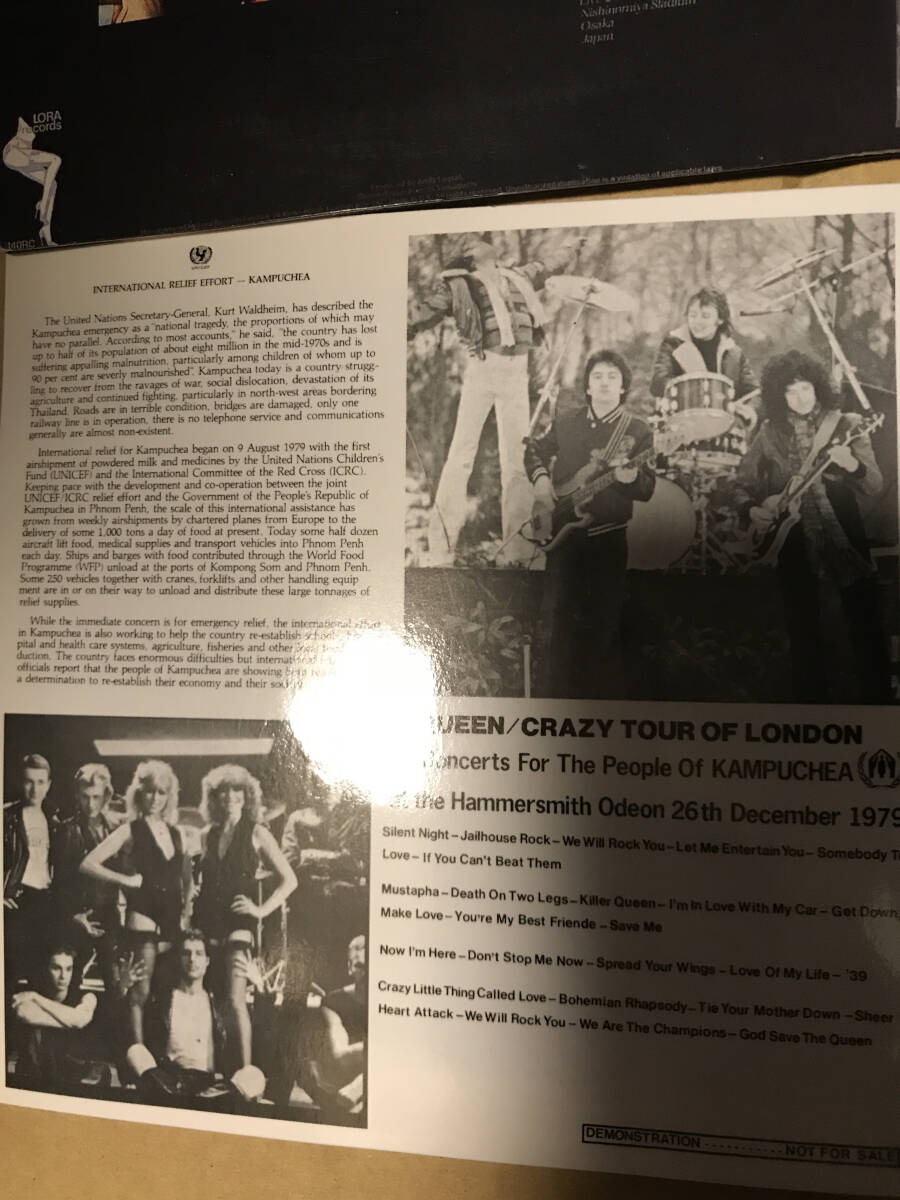 Nishinomiya Stadium
Osaka
Japan
LORA
records
140RC
unicef
INTERNATIONAL RELIEF EFFORT — KAMPUCHEA
The United Nations Secretary-General, Kurt Waldheim, has described the
Kampuchea emergency as a "national tragedy, the proportions of which may
have no parallel. According to most accounts," he said, "the country has lost
up to half of its population of about eight million in the mid-1970s and is
suffering appalling malnutrition, particularly among children of whom up to
90 per cent are severly malnourished". Kampuchea today is a country strugg-
ling to recover from the ravages of war, social dislocation, devastation of its
agriculture and continued fighting, particularly in north-west areas bordering
Thailand. Roads are in terrible condition, bridges are damaged, only one
railway line is in operation, there is no telephone service and communications
generally are almost non-existent.
International relief for Kampuchea began on 9 August 1979 with the first
airshipment of powdered milk and medicines by the United Nations Children's
Fund (UNICEF) and the International Committee of the Red Cross (ICRC).
Keeping pace with the development and co-operation between the joint
UNICEF/ICRC relief effort and the Government of the People's Republic of
Kampuchea in Phnom Penh, the scale of this international assistance has
grown from weekly airshipments by chartered planes from Europe to the
delivery of some 1,000 tons a day of food at present. Today some half dozen
aircraft lift food, medical supplies and transport vehicles into Phnom Penh
each day. Ships and barges with food contributed through the World Food
Programme (WFP) unload at the ports of Kompong Som and Phnom Penh.
Some 250 vehicles together with cranes, forklifts and other handling equip
ment are in or on their way to unload and distribute these large tonnages of
relief supplies.
While the immediate concern is for emergency relief, the international effort
in Kampuchea is also working to help the country re-establish
pital and health care systems, agriculture, fisheries and other
duction. The country faces enormous difficulties but
officials report that the people of Kampuchea are showing
a determination to re-establish their economy and their
QUEEN/CRAZY TOUR OF LONDON
Concerts For The People Of KAMPUCHEA
the Hammersmith Odeon 26th December 1979
Silent Night – Jailhouse Rock – We Will Rock You – Let Me Entertain You – Somebody T
Love – If You Can't Beat Them
Mustapha – Death On Two Legs – Killer Queen – I'm In Love With My Car – Get Down,
Make Love – You're My Best Friende – Save Me
Now I'm Here – Don't Stop Me Now – Spread Your Wings – Love Of My Life – '39
Crazy Little Thing Called Love – Bohemian Rhapsody – Tie Your Mother Down – Sheer
Heart Attack – We Will Rock You – We Are The Champions – God Save The Queen
DEMONSTRATION ........... NOT FOR SALE